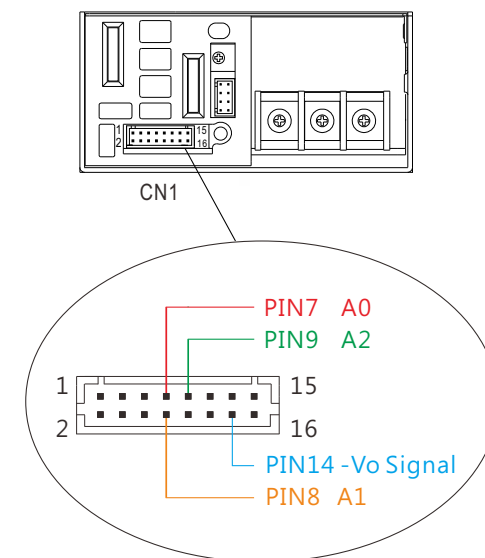 1 15
2 16
CN1
PIN7 A0
PIN9 A2
1 15
2 16
PIN14 -Vo Signal
PIN8 A1